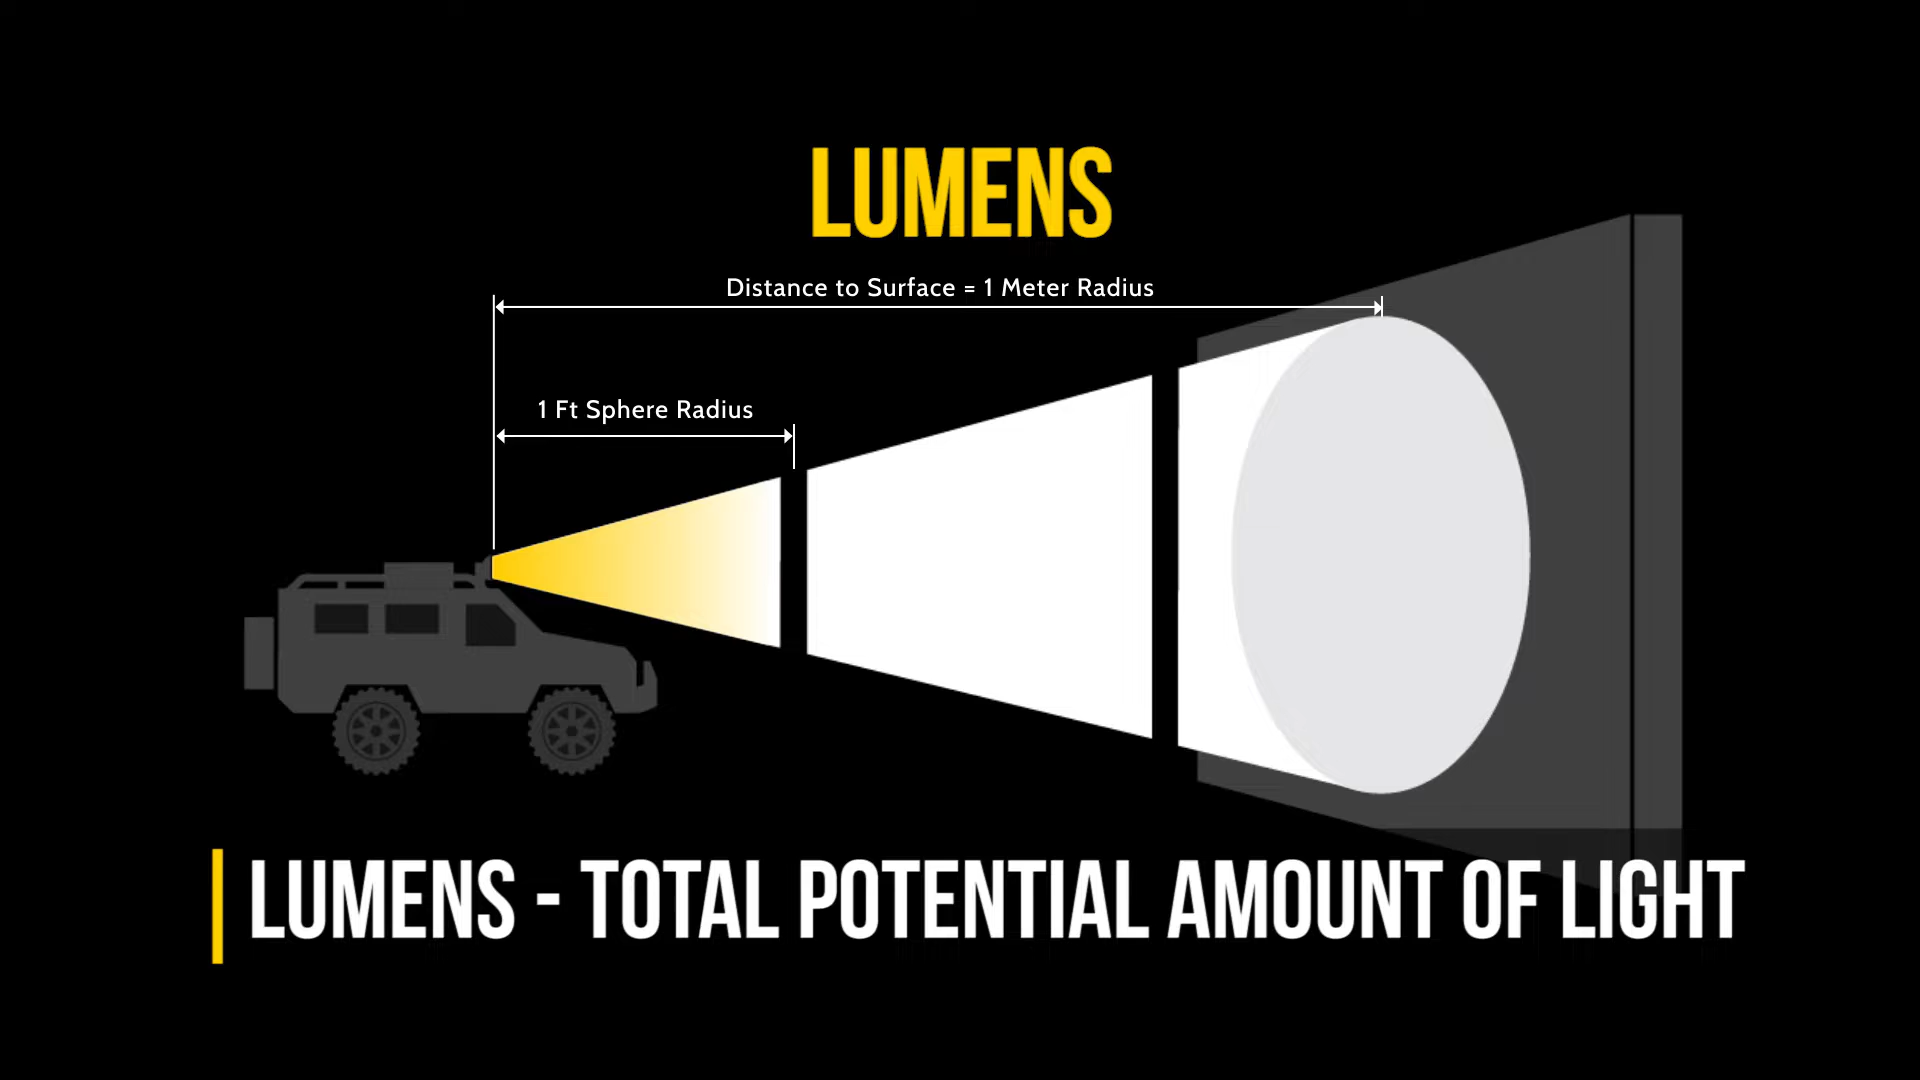 LUMENS
Distance to Surface = 1 Meter Radius
1 Ft Sphere Radius
LUMENS - TOTAL POTENTIAL AMOUNT OF LIGHT